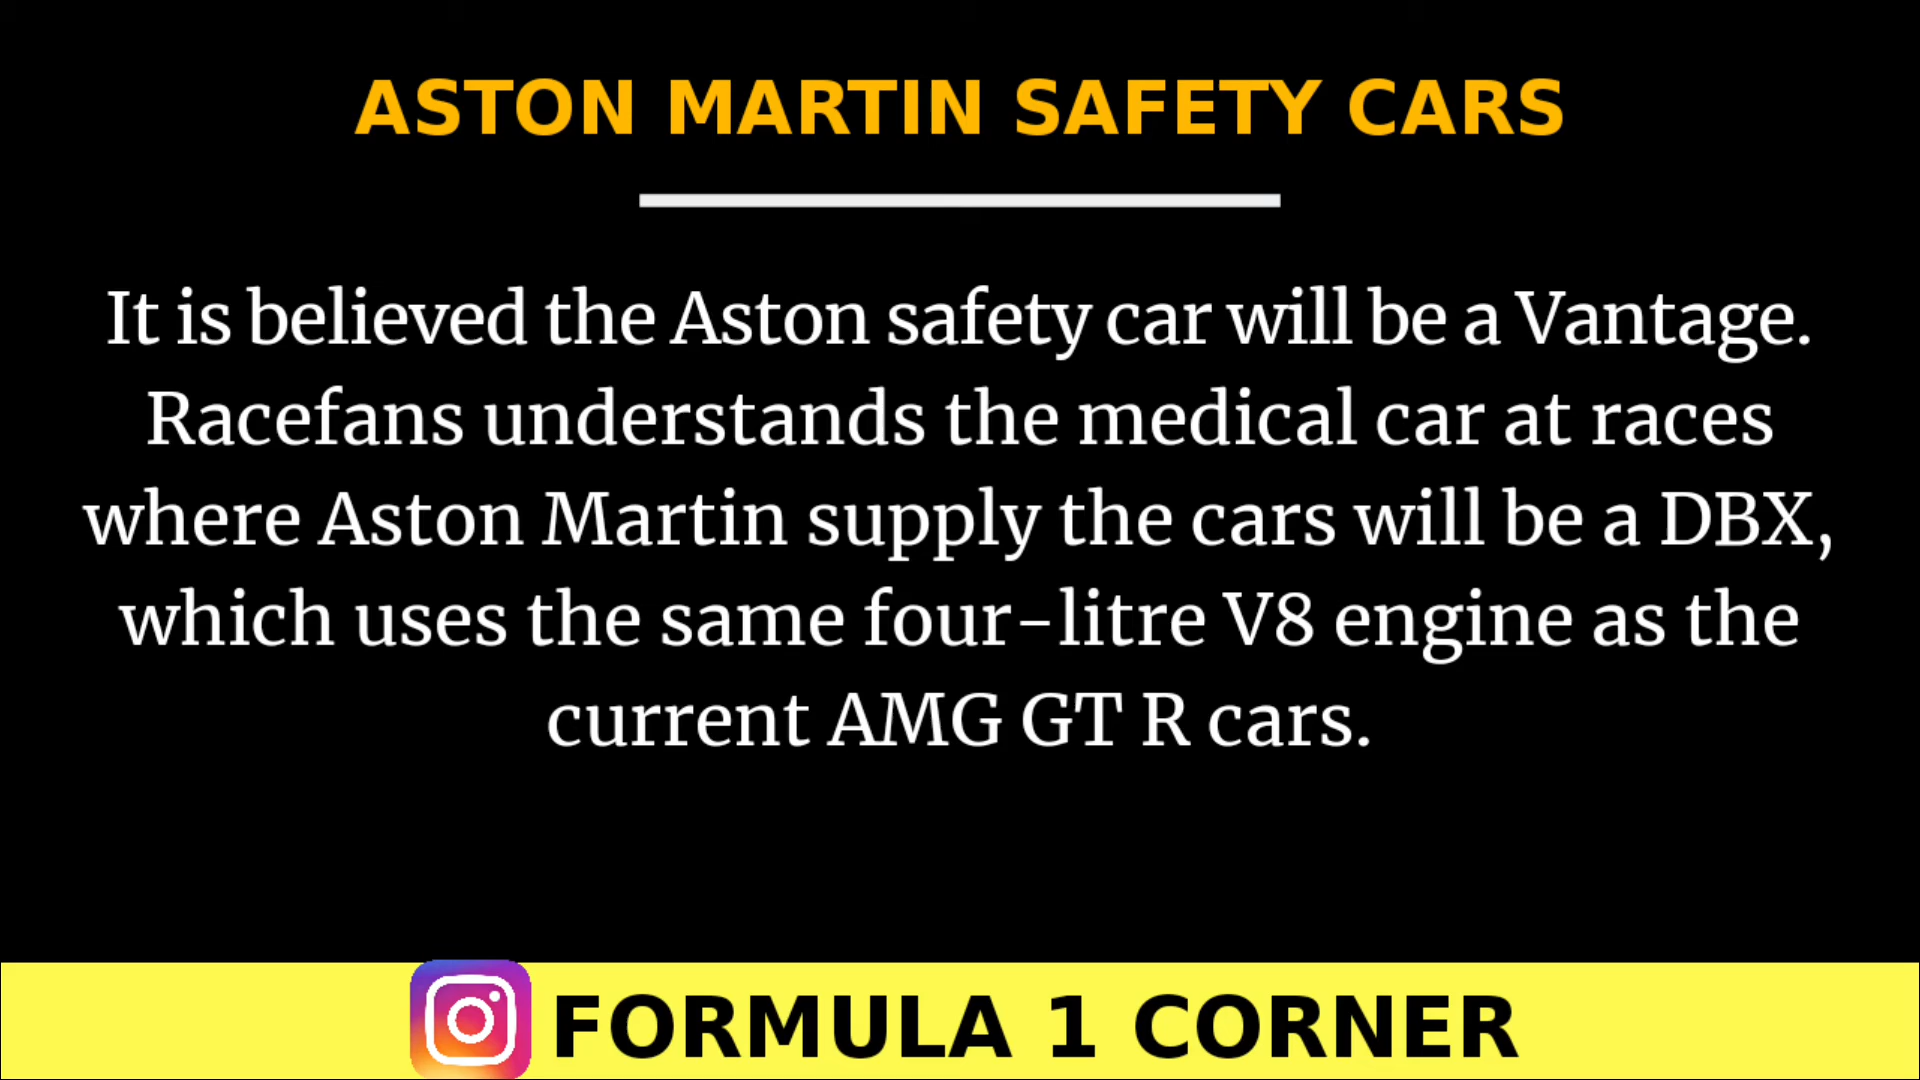 ASTON MARTIN SAFETY CARS
It is believed the Aston safety car will be a Vantage.
Racefans understands the medical car at races
where Aston Martin supply the cars will be a DBX,
which uses the same four-litre V8 engine as the
current AMG GT R cars.
FORMULA 1 CORNER